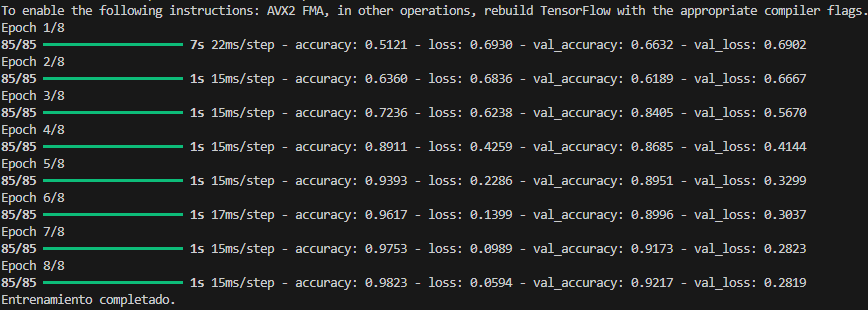 To enable the following instructions: AVX2 FMA, in other operations, rebuild TensorFlow with the appropriate compiler flags.
Epoch 1/8
85/85 7s 22ms/step - accuracy: 0.5121 - loss: 0.6930 - val_accuracy: 0.6632 - val_loss: 0.6902
Epoch 2/8
85/85 1s 15ms/step - accuracy: 0.6360 - loss: 0.6836 - val_accuracy: 0.6189 - val_loss: 0.6667
Epoch 3/8
85/85 1s 15ms/step - accuracy: 0.7236 - loss: 0.6238 - val_accuracy: 0.8405 - val_loss: 0.5670
Epoch 4/8
85/85 1s 15ms/step - accuracy: 0.8911 - loss: 0.4259 - val_accuracy: 0.8685 - val_loss: 0.4144
Epoch 5/8
85/85 1s 15ms/step - accuracy: 0.9393 - loss: 0.2286 - val_accuracy: 0.8951 - val_loss: 0.3299
Epoch 6/8
85/85 1s 17ms/step - accuracy: 0.9617 - loss: 0.1399 - val_accuracy: 0.8996 - val_loss: 0.3037
Epoch 7/8
85/85 1s 15ms/step - accuracy: 0.9753 - loss: 0.0989 - val_accuracy: 0.9173 - val_loss: 0.2823
Epoch 8/8
85/85 1s 15ms/step - accuracy: 0.9823 - loss: 0.0594 - val_accuracy: 0.9217 - val_loss: 0.2819
Entrenamiento completado.